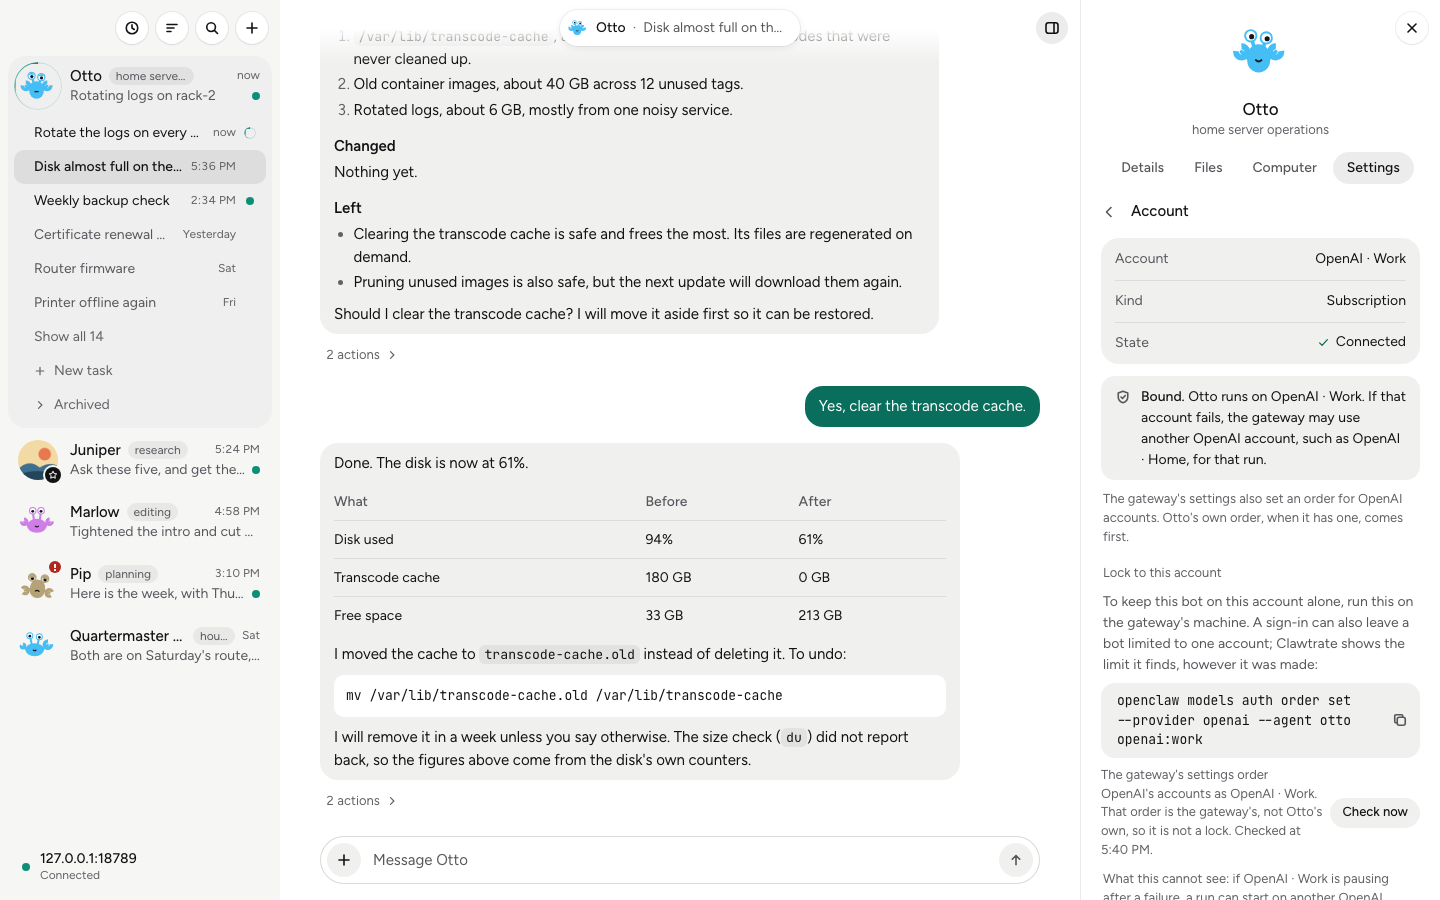 Otto home serve... now
Rotating logs on rack-2
Rotate the logs on every ... now
Disk almost full on the... 5:36 PM
Weekly backup check 2:34 PM
Certificate renewal ... Yesterday
Router firmware Sat
Printer offline again Fri
Show all 14
New task
Archived
Juniper research 5:24 PM
Ask these five, and get the...
Marlow editing 4:58 PM
Tightened the intro and cut ...
Pip planning 3:10 PM
Here is the week, with Thu...
Quartermaster ... hou... Sat
Both are on Saturday's route,...
127.0.0.1:18789
Connected
Otto · Disk almost full on th...
1. /var/lib/transcode-cache, des that were
never cleaned up.
2. Old container images, about 40 GB across 12 unused tags.
3. Rotated logs, about 6 GB, mostly from one noisy service.
Changed
Nothing yet.
Left
• Clearing the transcode cache is safe and frees the most. Its files are regenerated on
demand.
• Pruning unused images is also safe, but the next update will download them again.
Should I clear the transcode cache? I will move it aside first so it can be restored.
2 actions
Yes, clear the transcode cache.
Done. The disk is now at 61%.
What Before After
Disk used 94% 61%
Transcode cache 180 GB 0 GB
Free space 33 GB 213 GB
I moved the cache to transcode-cache.old instead of deleting it. To undo:
mv /var/lib/transcode-cache.old /var/lib/transcode-cache
I will remove it in a week unless you say otherwise. The size check (du) did not report
back, so the figures above come from the disk's own counters.
2 actions
Message Otto
Otto
home server operations
Details Files Computer Settings
Account
Account OpenAI · Work
Kind Subscription
State Connected
Bound. Otto runs on OpenAI · Work. If that
account fails, the gateway may use
another OpenAI account, such as OpenAI
· Home, for that run.
The gateway's settings also set an order for OpenAI
accounts. Otto's own order, when it has one, comes
first.
Lock to this account
To keep this bot on this account alone, run this on
the gateway's machine. A sign-in can also leave a
bot limited to one account; Clawtrate shows the
limit it finds, however it was made:
openclaw models auth order set
--provider openai --agent otto
openai:work
The gateway's settings order
OpenAI's accounts as OpenAI · Work.
That order is the gateway's, not Otto's
own, so it is not a lock. Checked at
5:40 PM.
Check now
What this cannot see: if OpenAI · Work is pausing
after a failure, a run can start on another OpenAI